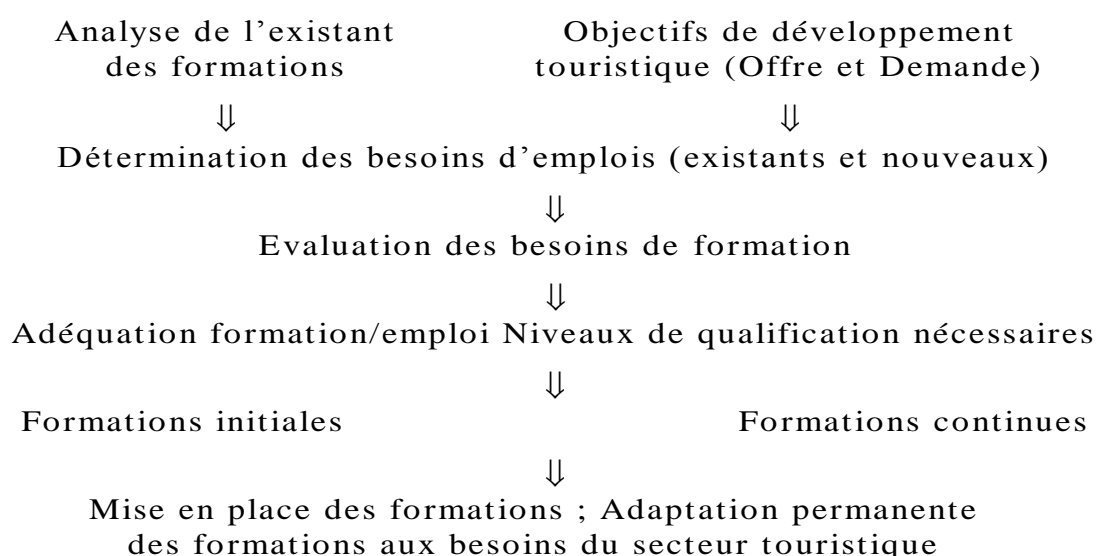 Analyse de l’existant
des formations
Objectifs de développement
touristique (Offre et Demande)
⇓ ⇓
Détermination des besoins d’emplois (existants et nouveaux)
⇓
Evaluation des besoins de formation
⇓
Adéquation formation/emploi Niveaux de qualification nécessaires
⇓
Formations initiales
Formations continues
⇓
Mise en place des formations ; Adaptation permanente
des formations aux besoins du secteur touristique